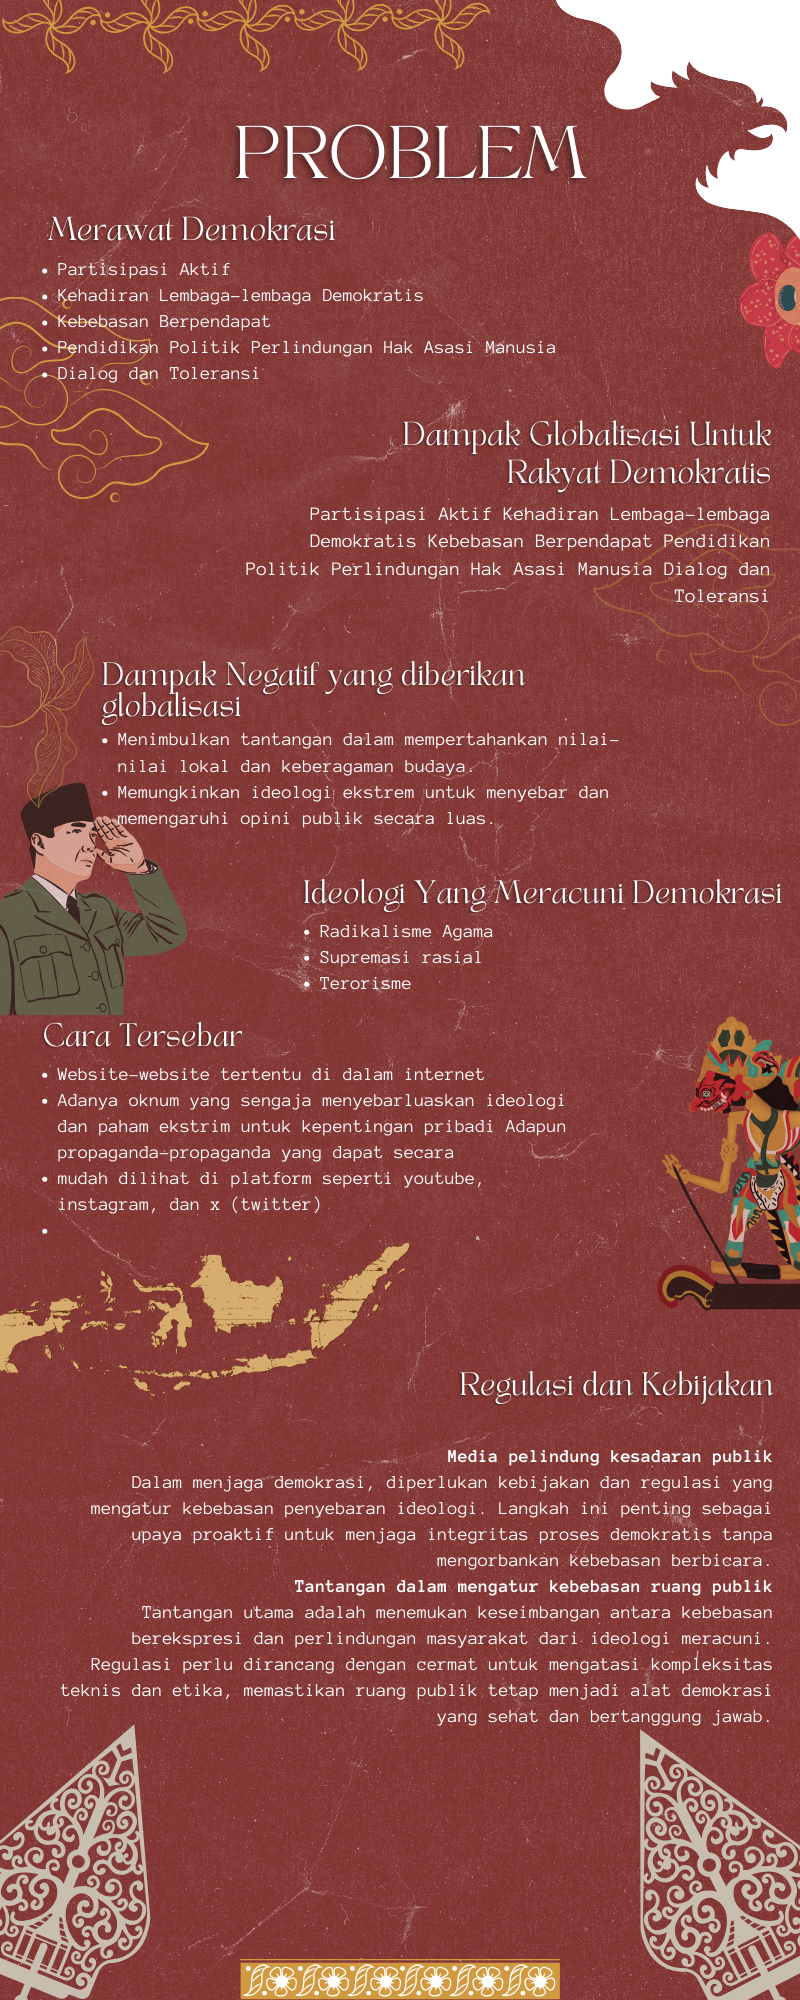 PROBLEM
Merawat Demokrasi
• Partisipasi Aktif
• Kehadiran Lembaga-lembaga Demokratis
• Kebebasan Berpendapat
• Pendidikan Politik Perlindungan Hak Asasi Manusia
• Dialog dan Toleransi
Dampak Globalisasi Untuk
Rakyat Demokratis
Partisipasi Aktif Kehadiran Lembaga-lembaga
Demokratis Kebebasan Berpendapat Pendidikan
Politik Perlindungan Hak Asasi Manusia Dialog dan
Toleransi
Dampak Negatif yang diberikan
globalisasi
• Menimbulkan tantangan dalam mempertahankan nilai-
nilai lokal dan keberagaman budaya.
• Memungkinkan ideologi ekstrem untuk menyebar dan
memengaruhi opini publik secara luas.
Ideologi Yang Meracuni Demokrasi
• Radikalisme Agama
• Supremasi rasial
• Terorisme
Cara Tersebar
• Website-website tertentu di dalam internet
• Adanya oknum yang sengaja menyebarluaskan ideologi
dan paham ekstrim untuk kepentingan pribadi Adapun
propaganda-propaganda yang dapat secara
• mudah dilihat di platform seperti youtube,
instagram, dan x (twitter)
•
Regulasi dan Kebijakan
Media pelindung kesadaran publik
Dalam menjaga demokrasi, diperlukan kebijakan dan regulasi yang
mengatur kebebasan penyebaran ideologi. Langkah ini penting sebagai
upaya proaktif untuk menjaga integritas proses demokratis tanpa
mengorbankan kebebasan berbicara.
Tantangan dalam mengatur kebebasan ruang publik
Tantangan utama adalah menemukan keseimbangan antara kebebasan
berekspresi dan perlindungan masyarakat dari ideologi meracuni.
Regulasi perlu dirancang dengan cermat untuk mengatasi kompleksitas
teknis dan etika, memastikan ruang publik tetap menjadi alat demokrasi
yang sehat dan bertanggung jawab.